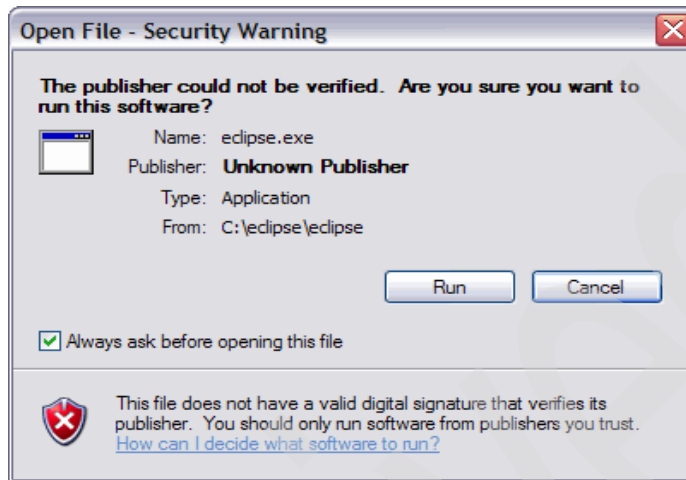 Open File - Security Warning
The publisher could not be verified.  Are you sure you want to
run this software?
Name: eclipse.exe
Publisher: Unknown Publisher
Type: Application
From: C:\eclipse\eclipse
Run
Cancel
Always ask before opening this file
This file does not have a valid digital signature that verifies its
publisher.  You should only run software from publishers you trust.
How can I decide what software to run?